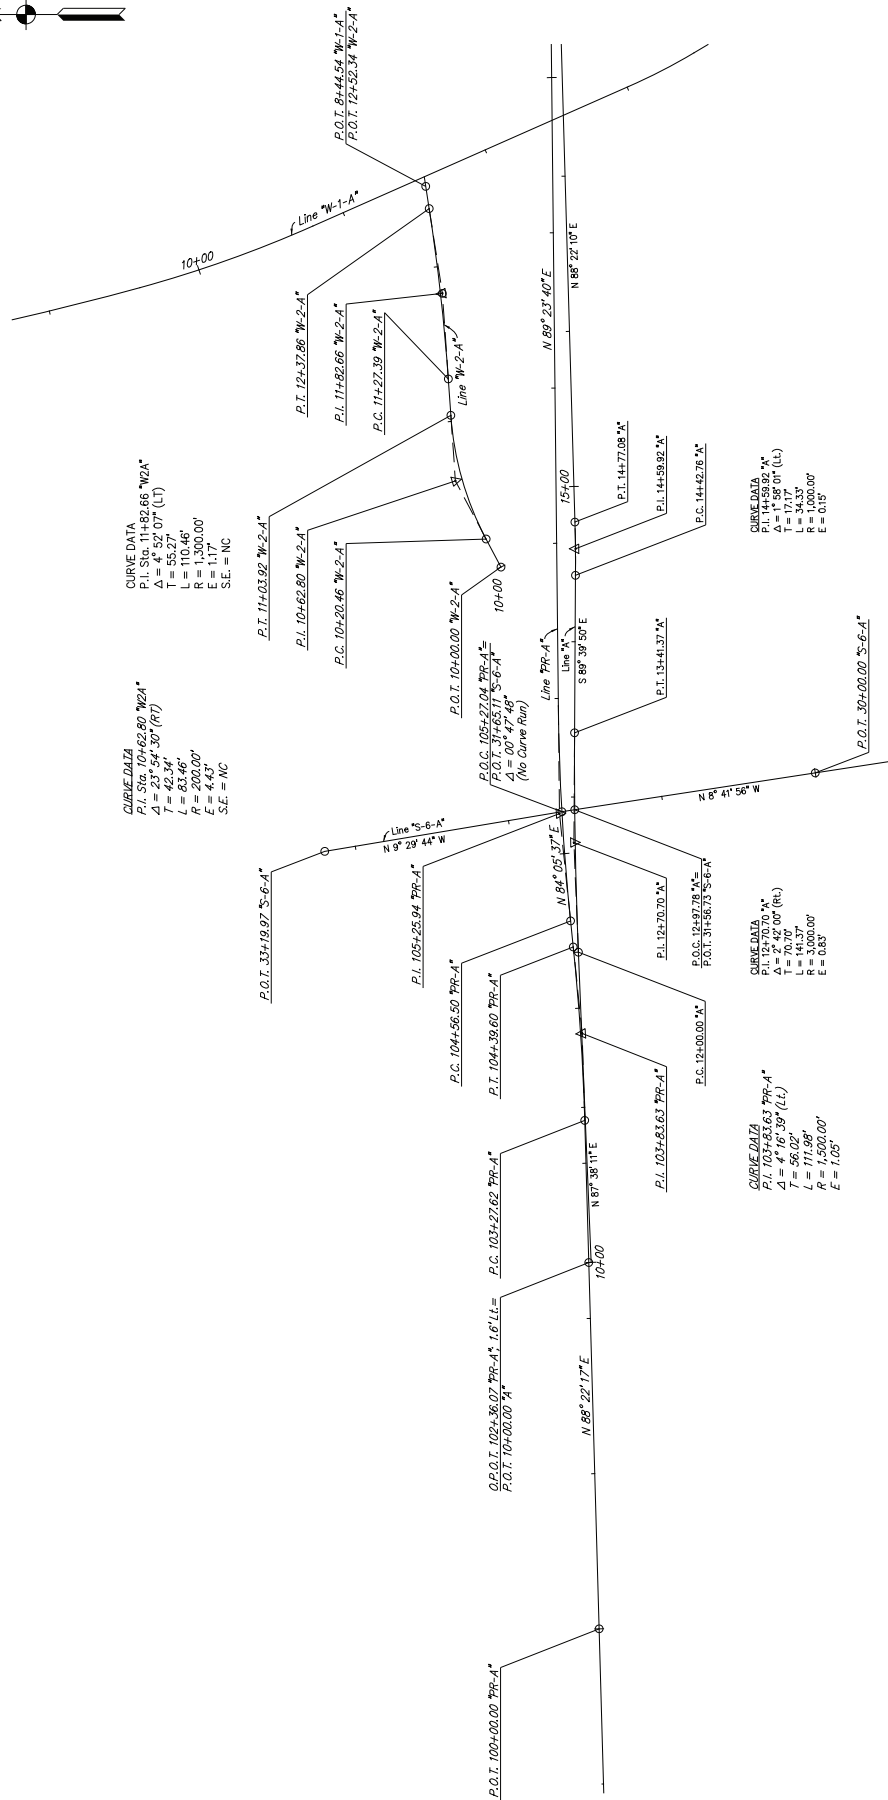 P.O.T. 8+44.54 "W-1-A"
P.O.T. 12+52.34 "W-2-A"
Line "W-1-A"
10+00
P.T. 12+37.86 "W-2-A"
P.I. 11+82.66 "W-2-A"
P.C. 11+27.39 "W-2-A"
Line "W-2-A"
P.T. 11+03.92 "W-2-A"
P.I. 10+62.80 "W-2-A"
P.C. 10+20.46 "W-2-A"
P.O.T. 10+00.00 "W-2-A"
10+00
CURVE DATA
P.I. Sta. 11+82.66 "W2A"
Δ = 4° 52' 07" (LT)
T = 55.27'
L = 110.46'
R = 1,300.00'
E = 1.17'
S.E. = NC
CURVE DATA
P.I. Sta. 10+62.80 "W2A"
Δ = 23° 54' 30" (RT)
T = 42.34'
L = 83.46'
R = 200.00'
E = 4.43'
S.E. = NC
N 89° 23' 40" E
N 88° 22' 10" E
15+00
P.T. 14+77.08 "A"
P.I. 14+59.92 "A"
P.C. 14+42.76 "A"
CURVE DATA
P.I. 14+59.92 "A"
Δ = 1° 58' 01" (Lt.)
T = 17.17'
L = 34.33'
R = 1,000.00'
E = 0.15'
Line "PR-A"
Line "A"
S 89° 39' 50" E
P.T. 13+41.37 "A"
P.O.T. 30+00.00 "S-6-A"
P.O.C. 105+27.04 "PR-A"=
P.O.T. 31+65.11 "S-6-A"
Δ = 00° 47' 48"
(No Curve Run)
N 8° 41' 56" W
Line "S-6-A"
N 9° 29' 44" W
P.O.T. 33+19.97 "S-6-A"
N 84° 05' 37" E
P.I. 105+25.94 "PR-A"
P.C. 104+56.50 "PR-A"
P.T. 104+39.60 "PR-A"
P.I. 12+70.70 "A"
P.O.C. 12+97.78 "A"=
P.O.T. 31+56.73 "S-6-A"
P.C. 12+00.00 "A"
CURVE DATA
P.I. 12+70.70 "A"
Δ = 2° 42' 00" (Rt.)
T = 70.70'
L = 141.37'
R = 3,000.00'
E = 0.83'
P.I. 103+83.63 "PR-A"
CURVE DATA
P.I. 103+83.63 "PR-A"
Δ = 4° 16' 39" (Lt.)
T = 56.02'
L = 111.98'
R = 1,500.00'
E = 1.05'
P.C. 103+27.62 "PR-A"
N 87° 38' 11" E
10+00
O.P.O.T. 102+36.07 "PR-A", 1.6' Lt.=
P.O.T. 10+00.00 "A"
N 88° 22' 17" E
P.O.T. 100+00.00 "PR-A"